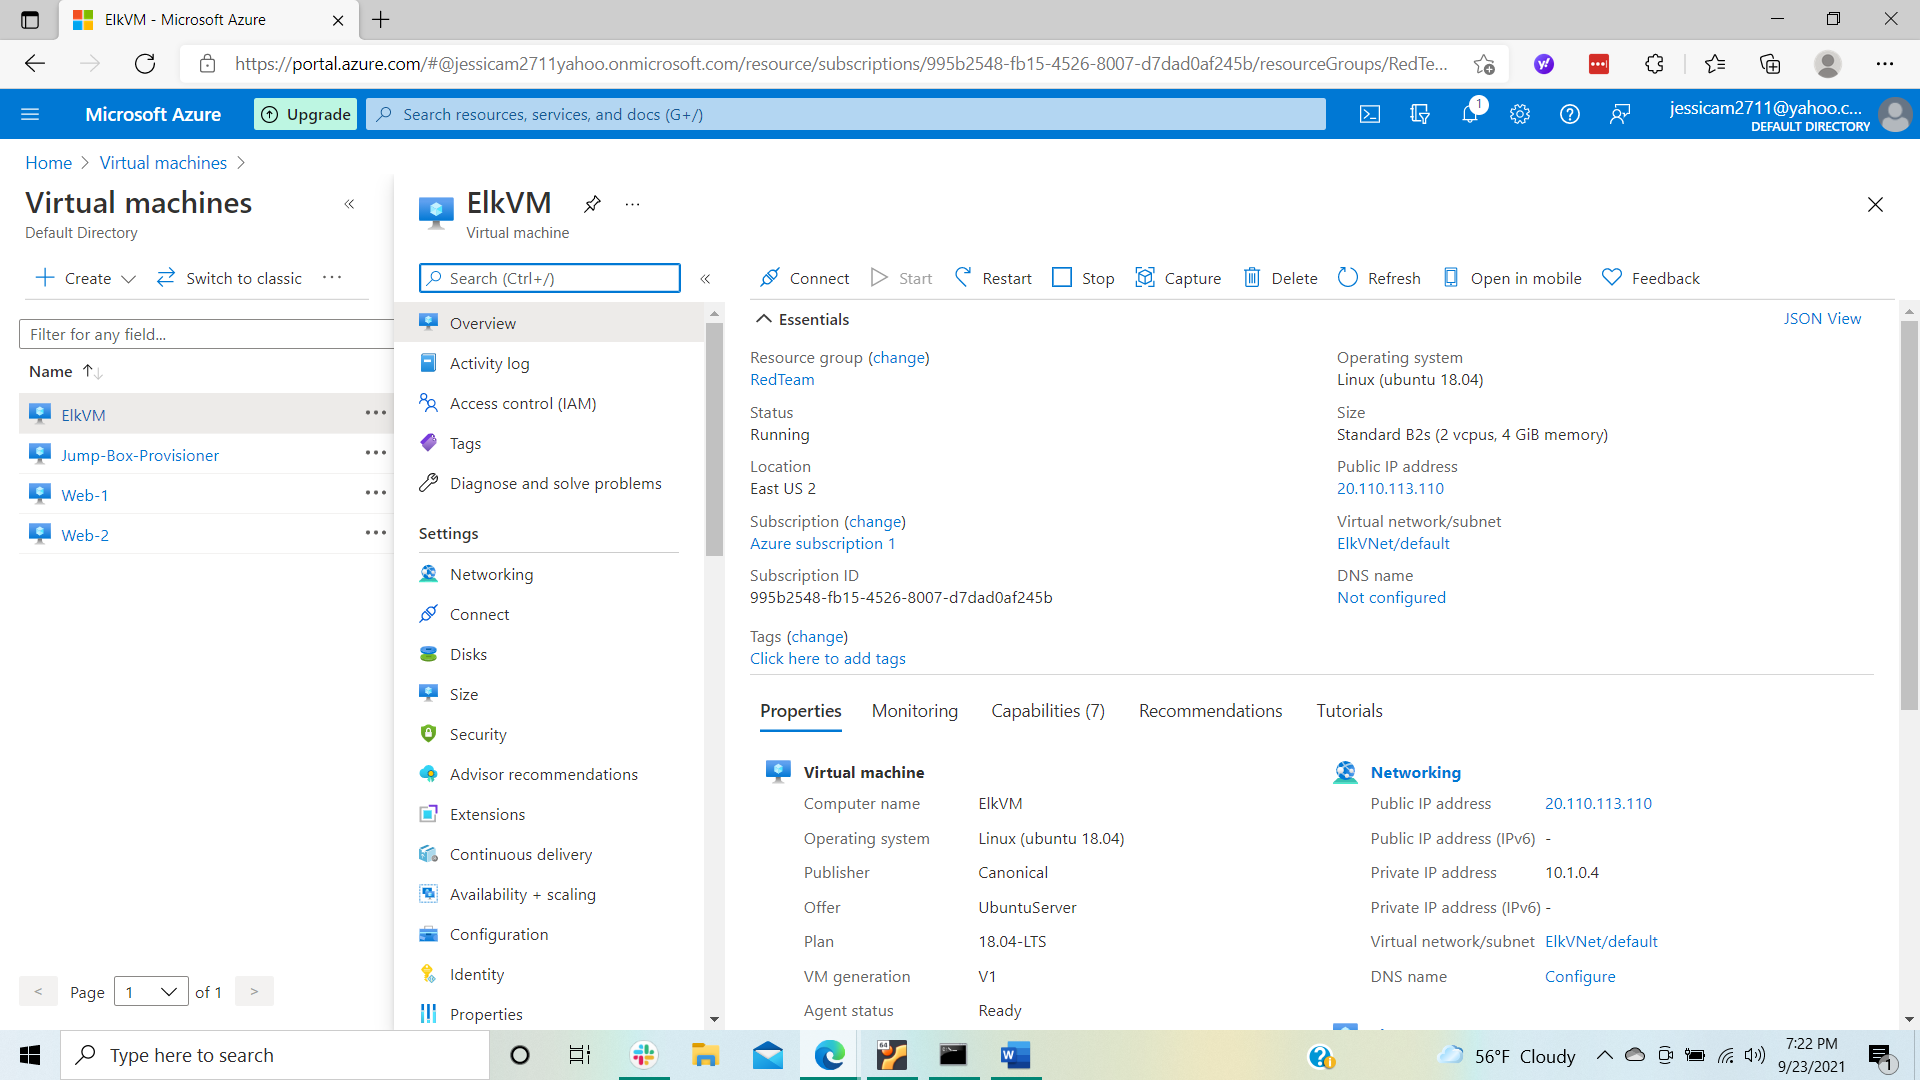 ElkVM - Microsoft Azure
https://portal.azure.com/#@jessicam2711yahoo.onmicrosoft.com/resource/subscriptions/995b2548-fb15-4526-8007-d7dad0af245b/resourceGroups/RedTe...
Microsoft Azure
Upgrade
Search resources, services, and docs (G+/)
1
jessicam2711@yahoo.c...
DEFAULT DIRECTORY
Home > Virtual machines >
Virtual machines
Default Directory
Create
Switch to classic
Filter for any field...
Name
ElkVM
Jump-Box-Provisioner
Web-1
Web-2
< Page 1 of 1 >
ElkVM
Virtual machine
Search (Ctrl+/)
Overview
Activity log
Access control (IAM)
Tags
Diagnose and solve problems
Settings
Networking
Connect
Disks
Size
Security
Advisor recommendations
Extensions
Continuous delivery
Availability + scaling
Configuration
Identity
Properties
Connect Start Restart Stop Capture Delete Refresh Open in mobile Feedback
Essentials
JSON View
Resource group (change)
RedTeam
Status
Running
Location
East US 2
Subscription (change)
Azure subscription 1
Subscription ID
995b2548-fb15-4526-8007-d7dad0af245b
Tags (change)
Click here to add tags
Operating system
Linux (ubuntu 18.04)
Size
Standard B2s (2 vcpus, 4 GiB memory)
Public IP address
20.110.113.110
Virtual network/subnet
ElkVNet/default
DNS name
Not configured
Properties Monitoring Capabilities (7) Recommendations Tutorials
Virtual machine
Computer name ElkVM
Operating system Linux (ubuntu 18.04)
Publisher Canonical
Offer UbuntuServer
Plan 18.04-LTS
VM generation V1
Agent status Ready
Networking
Public IP address 20.110.113.110
Public IP address (IPv6) -
Private IP address 10.1.0.4
Private IP address (IPv6) -
Virtual network/subnet ElkVNet/default
DNS name Configure
Type here to search
64
W
56°F Cloudy
7:22 PM
9/23/2021
1